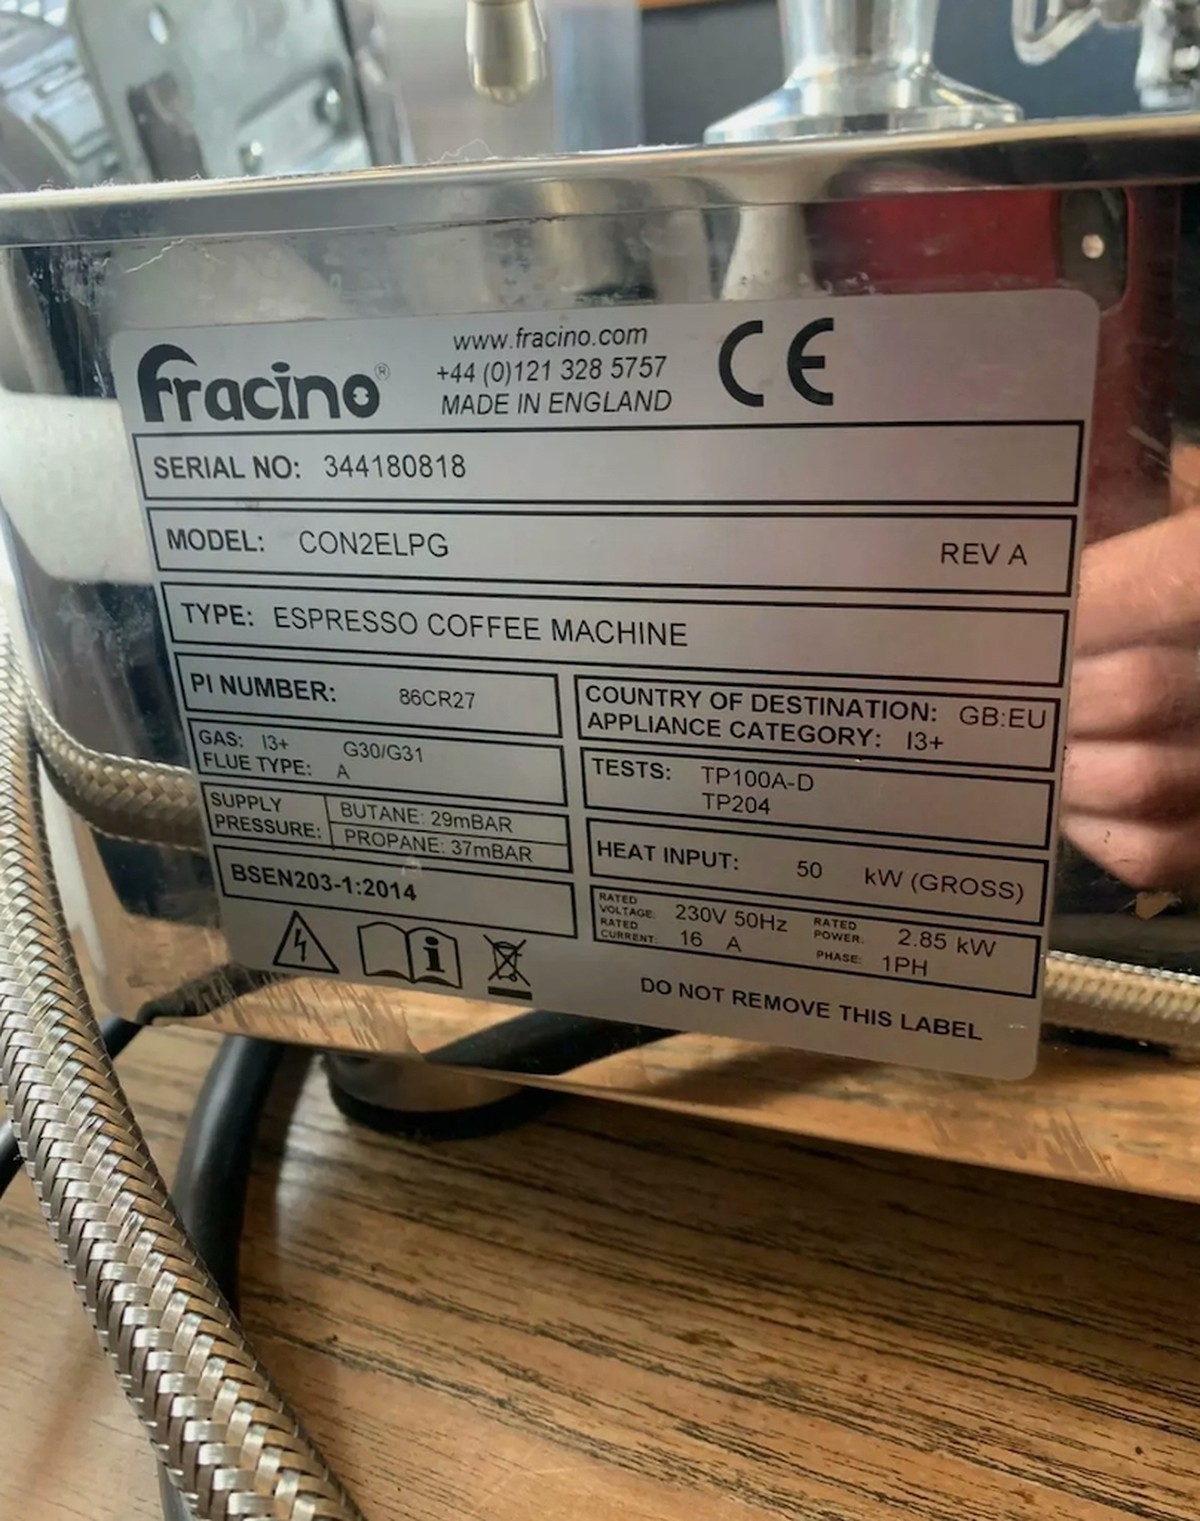 fracino®
www.fracino.com
+44 (0)121 328 5757
MADE IN ENGLAND
CE
SERIAL NO: 344180818
MODEL: CON2ELPG REV A
TYPE: ESPRESSO COFFEE MACHINE
PI NUMBER: 86CR27
COUNTRY OF DESTINATION: GB:EU
APPLIANCE CATEGORY: I3+
GAS: I3+ G30/G31
FLUE TYPE: A
TESTS: TP100A-D
TP204
SUPPLY PRESSURE:
BUTANE: 29mBAR
PROPANE: 37mBAR
HEAT INPUT: 50 kW (GROSS)
BSEN203-1:2014
RATED VOLTAGE: 230V 50Hz
RATED POWER: 2.85 kW
RATED CURRENT: 16 A
PHASE: 1PH
DO NOT REMOVE THIS LABEL